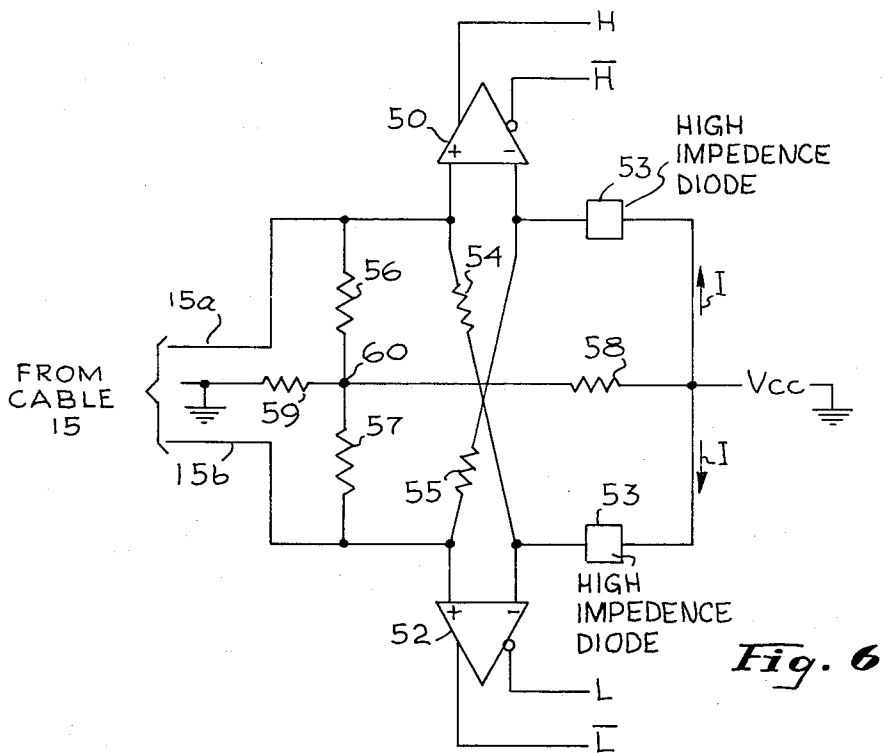 H
H̅
50
+ -
HIGH
IMPEDENCE
DIODE
53
54
56
I
15a
58
60
FROM
CABLE
15
59
Vcc
57
I
15b
55
53
HIGH
IMPEDENCE
DIODE
+ -
52
L
L̅
Fig. 6